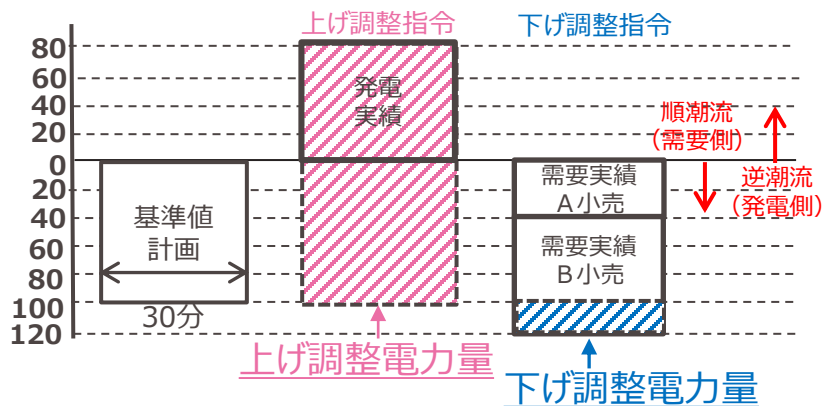 上げ調整指令
下げ調整指令
80
60
40
20
0
20
40
60
80
100
120
発電
実績
順潮流
(需要側)
逆潮流
(発電側)
基準値
計画
30分
需要実績
A小売
需要実績
B小売
上げ調整電力量
下げ調整電力量